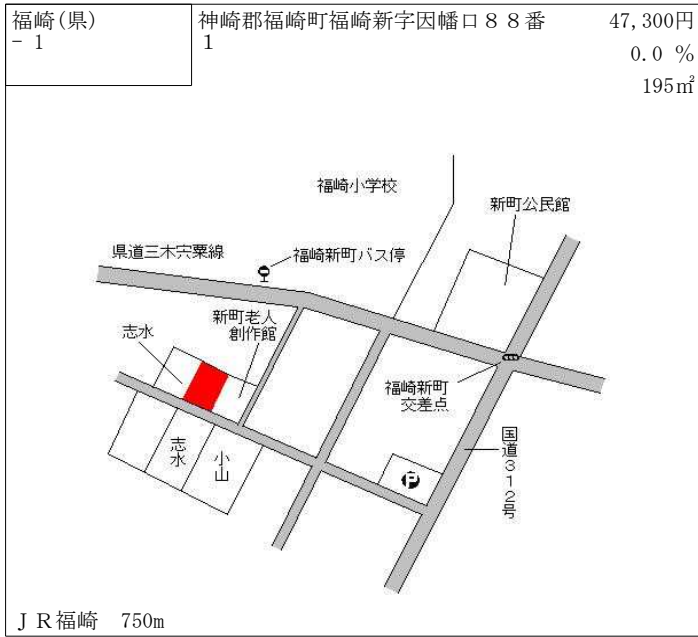 福崎(県)
- 1
神崎郡福崎町福崎新字因幡口８８番
1
47,300円
0.0 %
195㎡
福崎小学校
新町公民館
県道三木宍粟線
福崎新町バス停
新町老人
創作館
志水
福崎新町
交差点
志水
小山
国道３１２号
P
ＪＲ福崎 750m